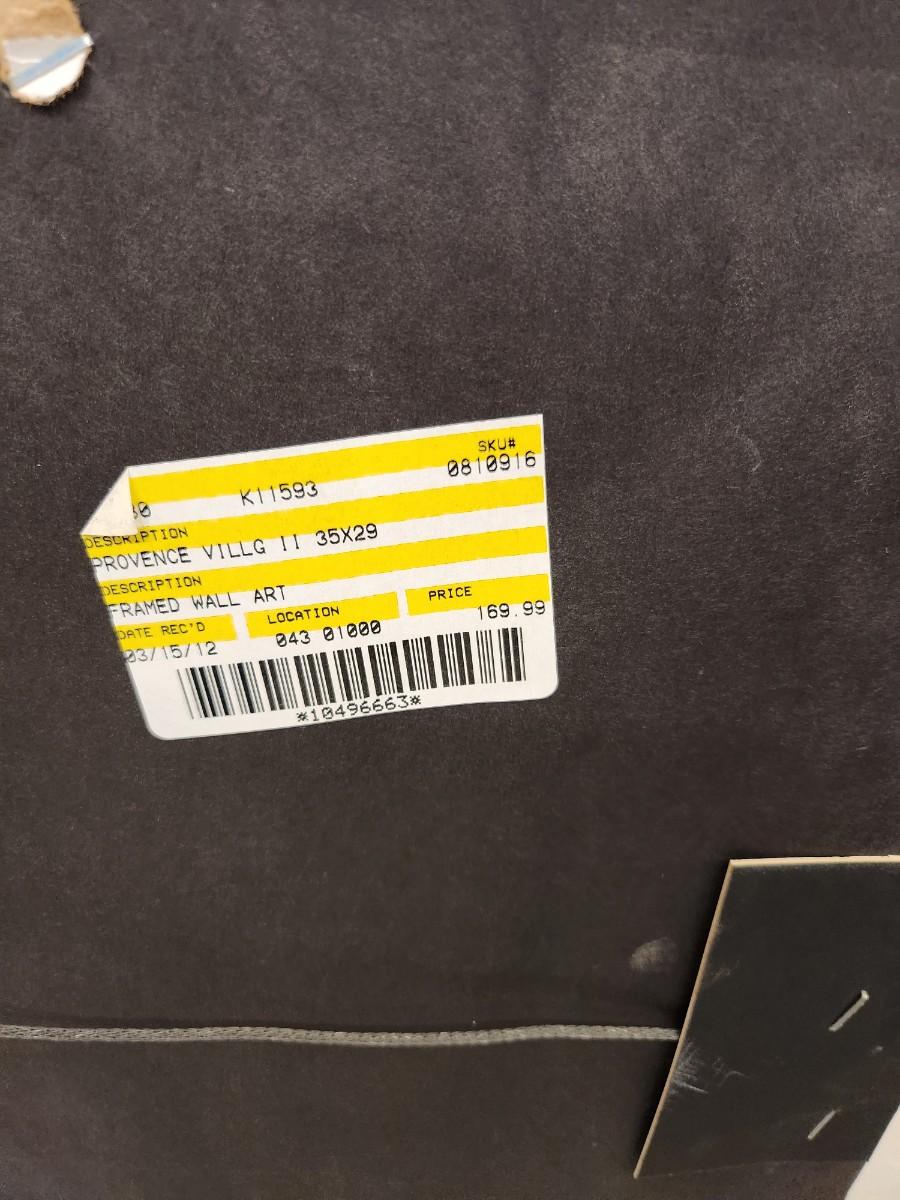 SKU#
K11593 0810916
DESCRIPTION
PROVENCE VILLG II 35X29
DESCRIPTION
FRAMED WALL ART
DATE REC'D LOCATION PRICE
03/15/12 043 01000 169.99
*10496663*